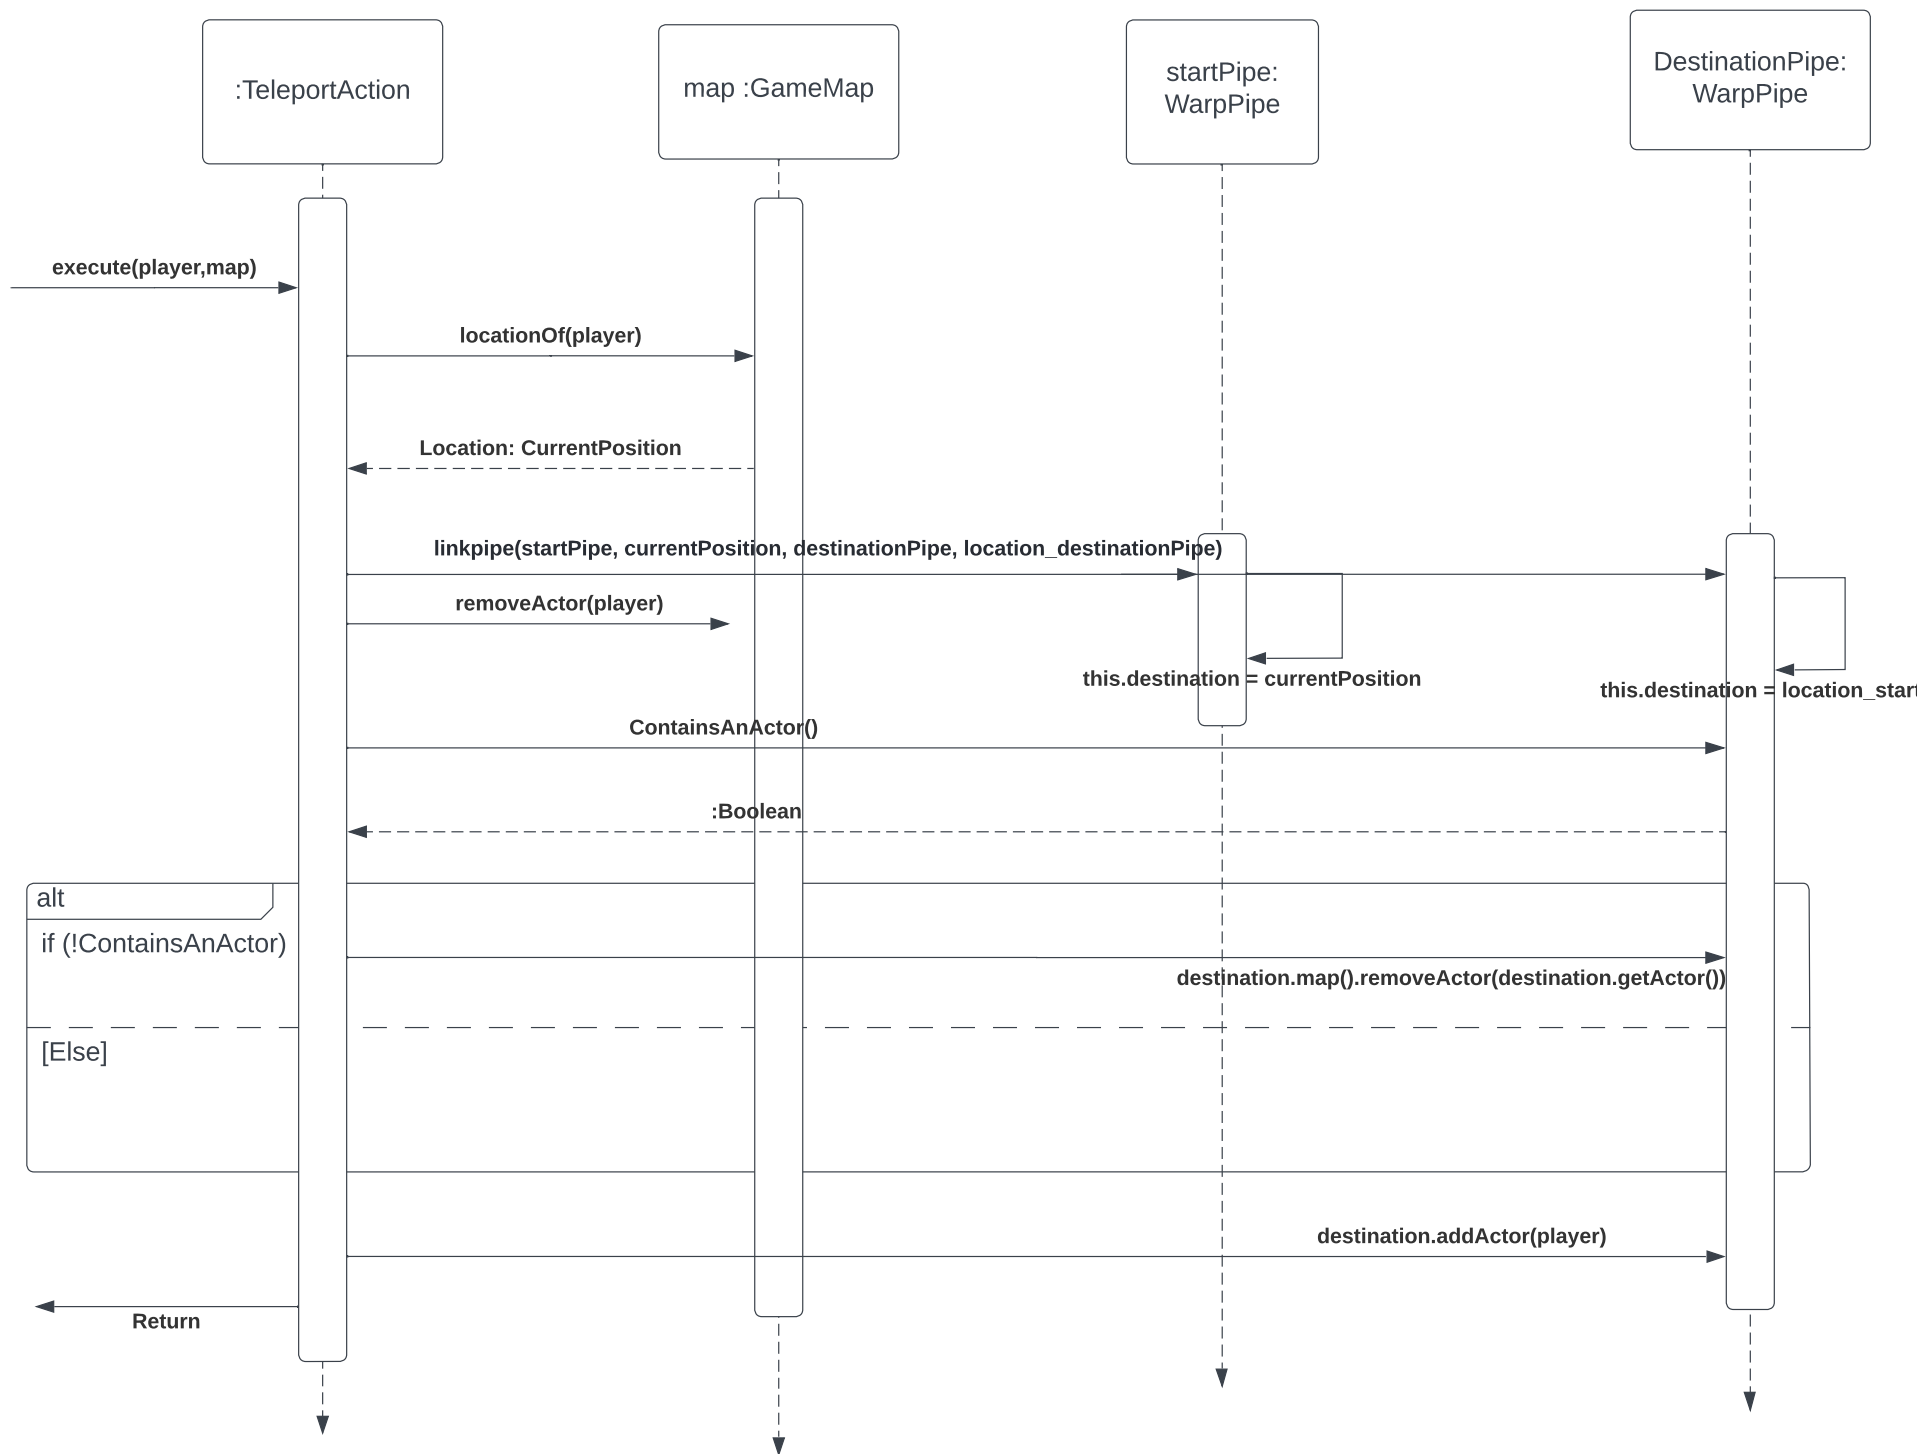 :TeleportAction
map :GameMap
startPipe:
WarpPipe
DestinationPipe:
WarpPipe
execute(player,map)
locationOf(player)
Location: CurrentPosition
linkpipe(startPipe, currentPosition, destinationPipe, location_destinationPipe)
removeActor(player)
this.destination = currentPosition
this.destination = location_start
ContainsAnActor()
:Boolean
alt
if (!ContainsAnActor)
destination.map().removeActor(destination.getActor())
[Else]
destination.addActor(player)
Return